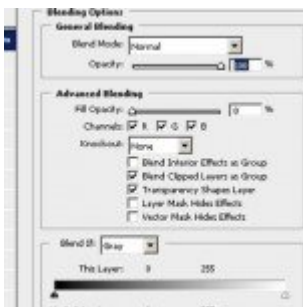 Blending Options
General Blending
Blend Mode: Normal
Opacity: 100 %
Advanced Blending
Fill Opacity: 0 %
Channels: R G B
Knockout: None
Blend Interior Effects as Group
Blend Clipped Layers as Group
Transparency Shapes Layer
Layer Mask Hides Effects
Vector Mask Hides Effects
Blend If: Gray
This Layer: 0 255